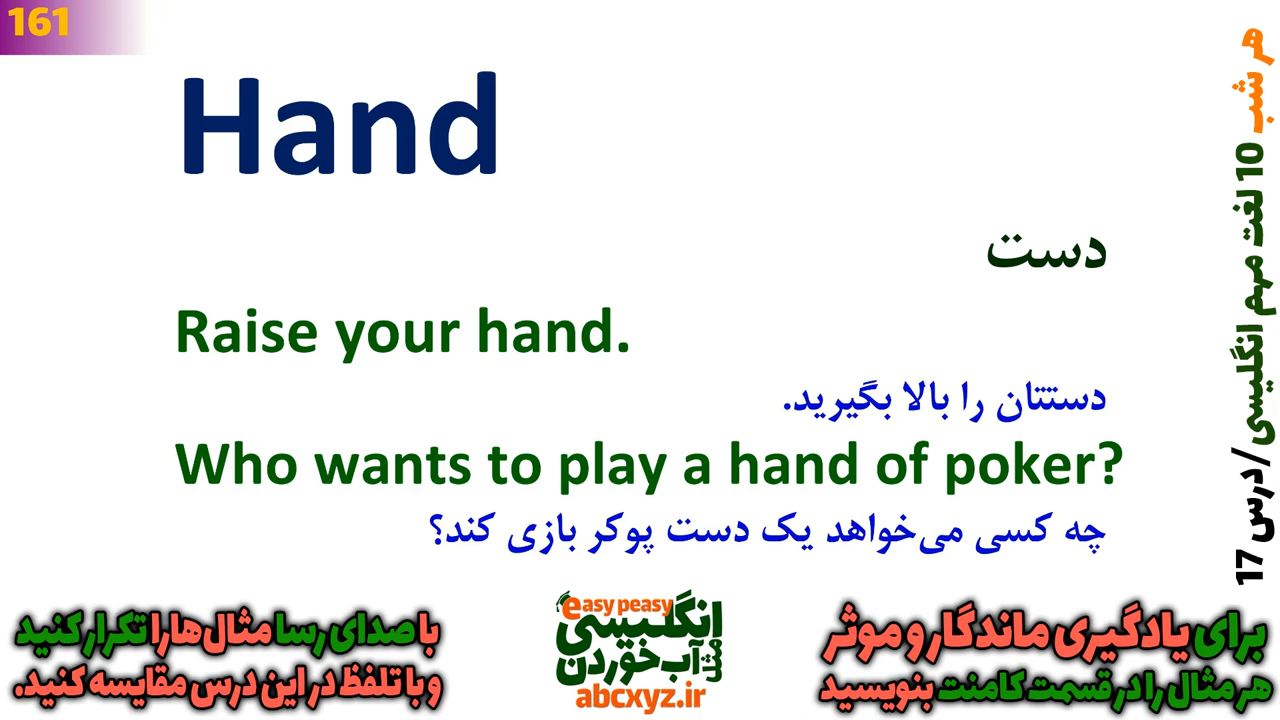 161
Hand
دست
Raise your hand.
دستتان را بالا بگیرید.
Who wants to play a hand of poker?
چه کسی می‌خواهد یک دست پوکر بازی کند؟
هر شب 10 لغت مهم انگلیسی/درس 17
برای یادگیری ماندگار و موثر
هر مثال را در قسمت کامنت بنویسید
easy peasy
انگلیسی
مثل
آب خوردن
abcxyz.ir
با صدای رسا مثال‌ها را تکرار کنید
و با تلفظ در این درس مقایسه کنید.